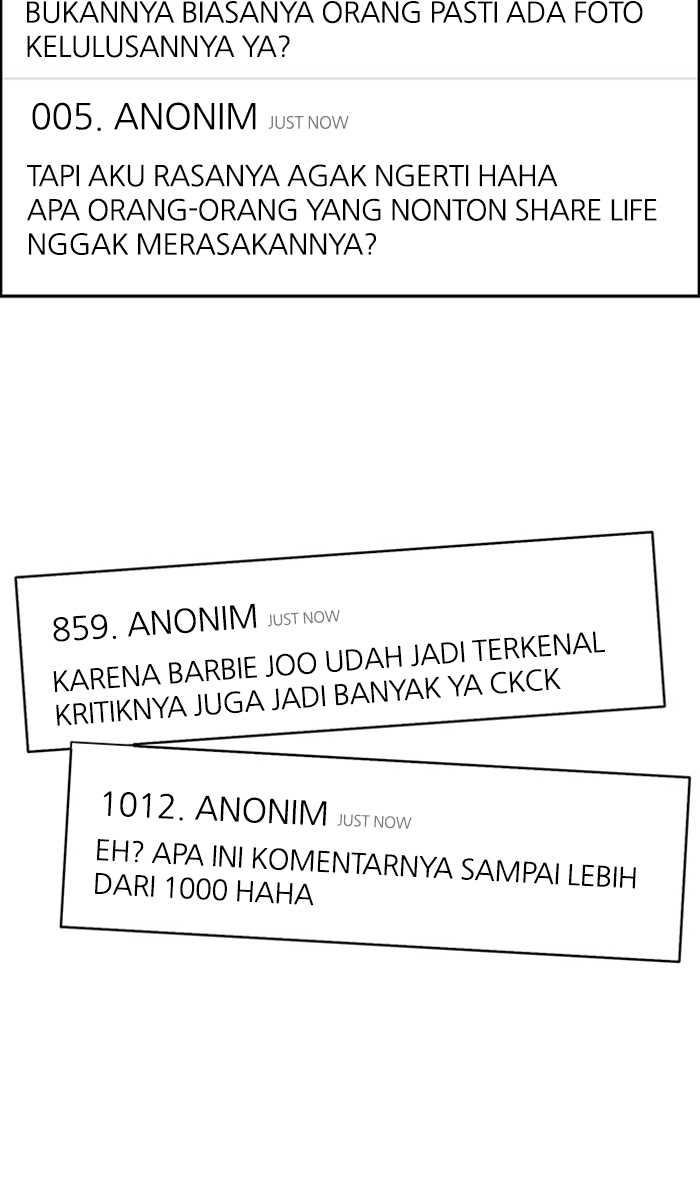 BUKANNYA BIASANYA ORANG PASTI ADA FOTO
KELULUSANNYA YA?
005. ANONIM JUST NOW
TAPI AKU RASANYA AGAK NGERTI HAHA
APA ORANG-ORANG YANG NONTON SHARE LIFE
NGGAK MERASAKANNYA?
859. ANONIM JUST NOW
KARENA BARBIE JOO UDAH JADI TERKENAL
KRITIKNYA JUGA JADI BANYAK YA CKCK
1012. ANONIM JUST NOW
EH? APA INI KOMENTARNYA SAMPAI LEBIH
DARI 1000 HAHA